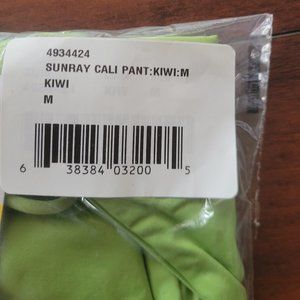 4934424
SUNRAY CALI PANT:KIWI:M
KIWI
M
6 38384 03200 5